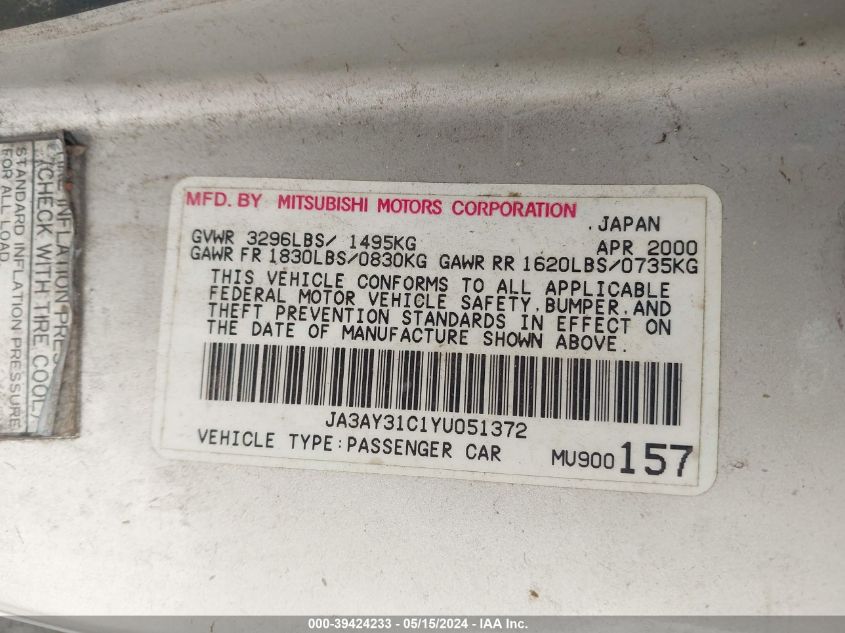 MFD. BY MITSUBISHI MOTORS CORPORATION
.JAPAN
GVWR 3296LBS/ 1495KG APR 2000
GAWR FR 1830LBS/0830KG GAWR RR 1620LBS/0735KG
THIS VEHICLE CONFORMS TO ALL APPLICABLE
FEDERAL MOTOR VEHICLE SAFETY, BUMPER, AND
THEFT PREVENTION STANDARDS IN EFFECT ON
THE DATE OF MANUFACTURE SHOWN ABOVE.
JA3AY31C1YU051372
VEHICLE TYPE:PASSENGER CAR MU900157
INFLATION PRES
(CHECK WITH TIRE COOL)
STANDARD INFLATION PRESSURE
FOR ALL LOAD
000-39424233 - 05/15/2024 - IAA Inc.